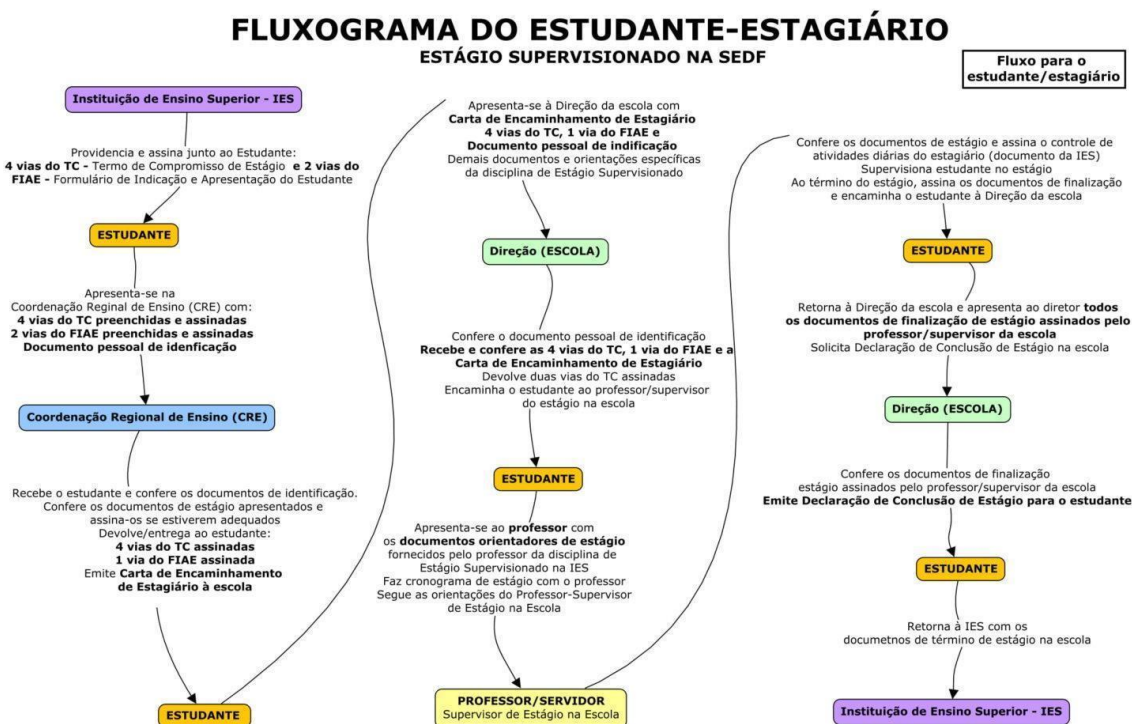 FLUXOGRAMA DO ESTUDANTE-ESTAGIÁRIO
ESTÁGIO SUPERVISIONADO NA SEDF
Fluxo para o
estudante/estagiário
Instituição de Ensino Superior - IES
Providencia e assina junto ao Estudante:
4 vias do TC - Termo de Compromisso de Estágio e 2 vias do
FIAE - Formulário de Indicação e Apresentação do Estudante
ESTUDANTE
Apresenta-se na
Coordenação Reginal de Ensino (CRE) com:
4 vias do TC preenchidas e assinadas
2 vias do FIAE preenchidas e assinadas
Documento pessoal de idenficação
Coordenação Regional de Ensino (CRE)
Recebe o estudante e confere os documentos de identificação.
Confere os documentos de estágio apresentados e
assina-os se estiverem adequados
Devolve/entrega ao estudante:
4 vias do TC assinadas
1 via do FIAE assinada
Emite Carta de Encaminhamento
de Estagiário à escola
ESTUDANTE
Apresenta-se à Direção da escola com
Carta de Encaminhamento de Estagiário
4 vias do TC, 1 via do FIAE e
Documento pessoal de indificação
Demais documentos e orientações específicas
da disciplina de Estágio Supervisionado
Direção (ESCOLA)
Confere o documento pessoal de identificação
Recebe e confere as 4 vias do TC, 1 via do FIAE e a
Carta de Encaminhamento de Estagiário
Devolve duas vias do TC assinadas
Encaminha o estudante ao professor/supervisor
do estágio na escola
ESTUDANTE
Apresenta-se ao professor com
os documentos orientadores de estágio
fornecidos pelo professor da disciplina de
Estágio Supervisionado na IES
Faz cronograma de estágio com o professor
Segue as orientações do Professor-Supervisor
de Estágio na Escola
PROFESSOR/SERVIDOR
Supervisor de Estágio na Escola
Confere os documentos de estágio e assina o controle de
atividades diárias do estagiário (documento da IES)
Supervisiona estudante no estágio
Ao término do estágio, assina os documentos de finalização
e encaminha o estudante à Direção da escola
ESTUDANTE
Retorna à Direção da escola e apresenta ao diretor todos
os documentos de finalização de estágio assinados pelo
professor/supervisor da escola
Solicita Declaração de Conclusão de Estágio na escola
Direção (ESCOLA)
Confere os documentos de finalização
estágio assinados pelo professor/supervisor da escola
Emite Declaração de Conclusão de Estágio para o estudante
ESTUDANTE
Retorna à IES com os
documetnos de término de estágio na escola
Instituição de Ensino Superior - IES